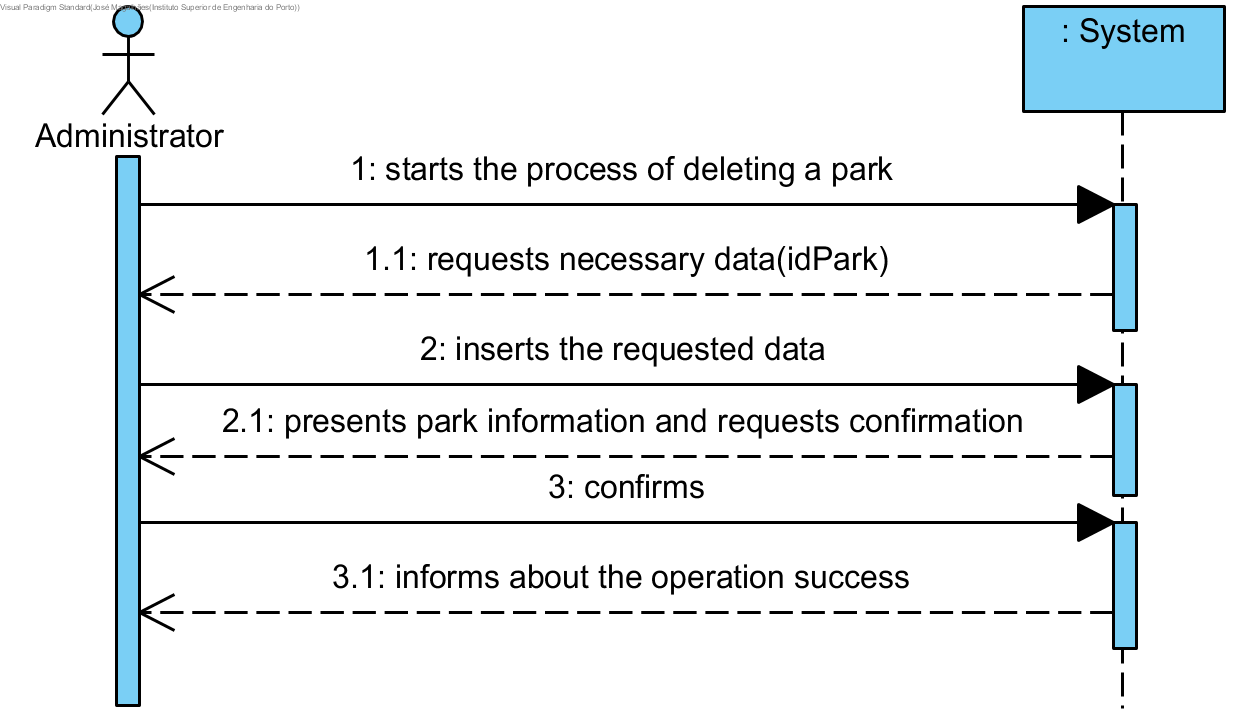 Visual Paradigm Standard(José (Instituto Superior de Engenharia do Porto))
: System
Administrator
1: starts the process of deleting a park
1.1: requests necessary data(idPark)
2: inserts the requested data
2.1: presents park information and requests confirmation
3: confirms
3.1: informs about the operation success